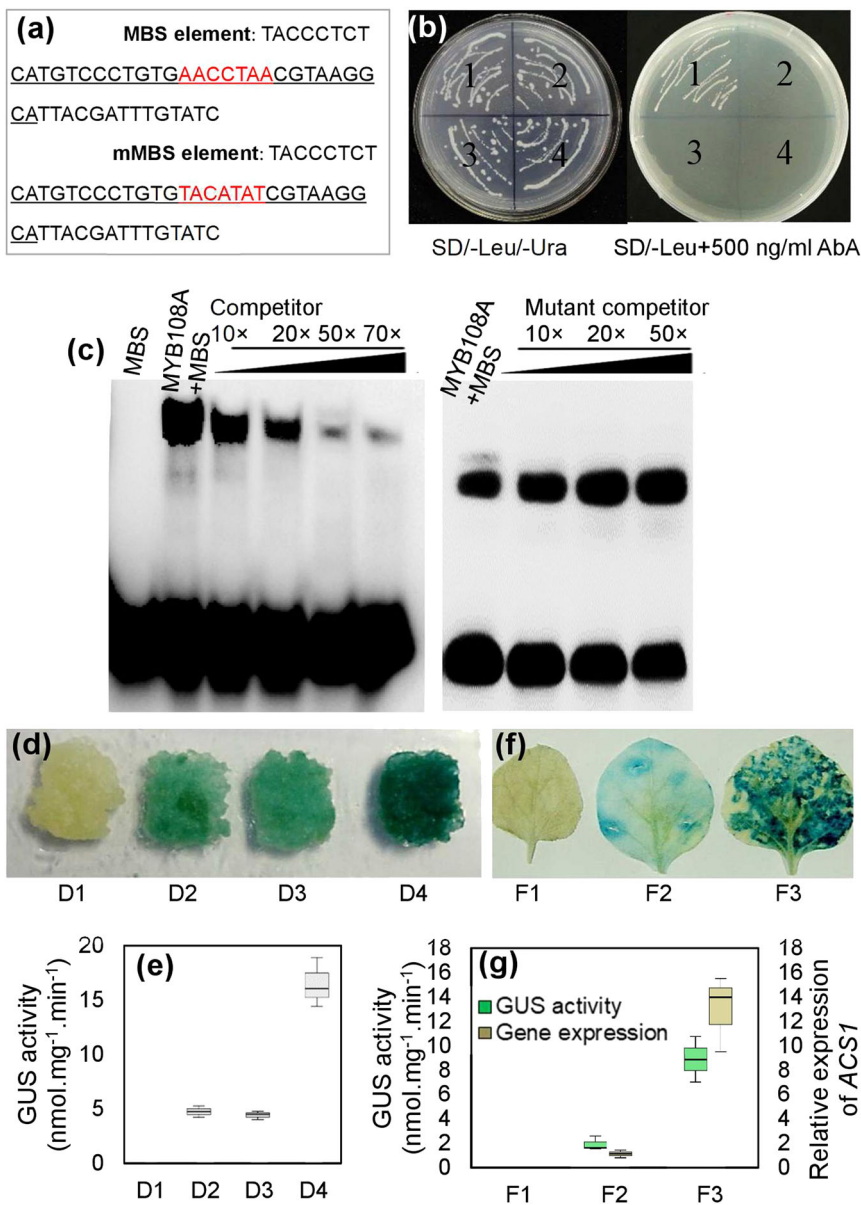 (a)
MBS element: TACCCTCT
CATGTCCCTGTGAACCTAACGTAAGG
CATTACGATTTGTATC
mMBS element: TACCCTCT
CATGTCCCTGTGTACATATCGTAAGG
CATTACGATTTGTATC
(b)
1 2
3 4
1 2
3 4
SD/-Leu/-Ura
SD/-Leu+500 ng/ml AbA
(c)
MBS
MYB108A
+MBS
Competitor
10× 20× 50× 70×
MYB108A
+MBS
Mutant competitor
10× 20× 50×
(d)
D1 D2 D3 D4
(f)
F1 F2 F3
(e)
GUS activity
(nmol.mg-1.min-1)
20
15
10
5
0
D1 D2 D3 D4
(g)
GUS activity
(nmol.mg-1.min-1)
18
16
14
12
10
8
6
4
2
0
GUS activity
Gene expression
18
16
14
12
10
8
6
4
2
0
Relative expression
of ACS1
F1 F2 F3